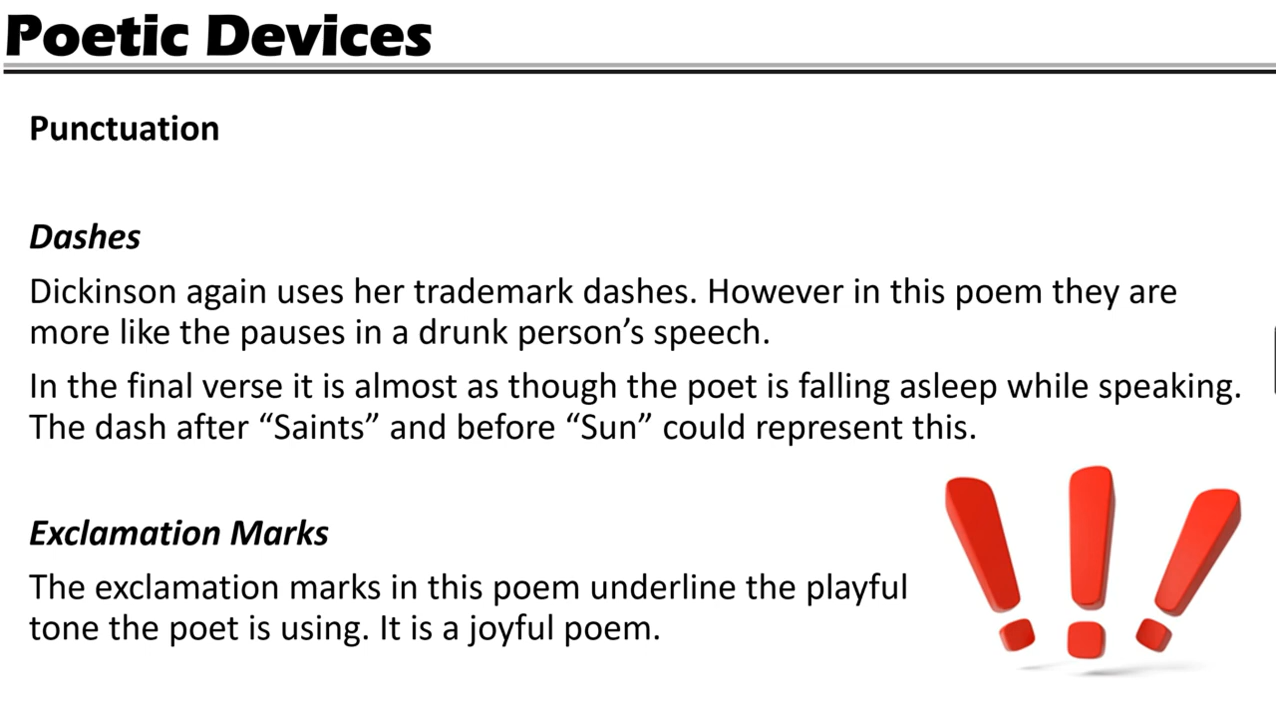 Poetic Devices
Punctuation
Dashes
Dickinson again uses her trademark dashes. However in this poem they are
more like the pauses in a drunk person’s speech.
In the final verse it is almost as though the poet is falling asleep while speaking.
The dash after “Saints” and before “Sun” could represent this.
Exclamation Marks
The exclamation marks in this poem underline the playful
tone the poet is using. It is a joyful poem.